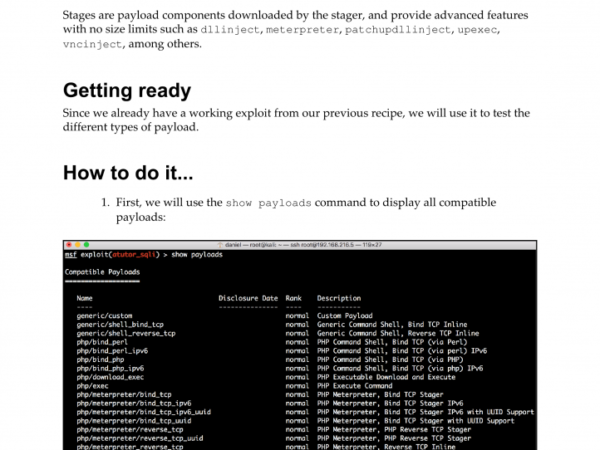 Stages are payload components downloaded by the stager, and provide advanced features
with no size limits such as dllinject, meterpreter, patchupdllinject, upexec,
vncinject, among others.
Getting ready
Since we already have a working exploit from our previous recipe, we will use it to test the
different types of payload.
How to do it...
1. First, we will use the show payloads command to display all compatible
payloads:
daniel — root@kali: ~ — ssh root@192.168.216.5 — 119×27
msf exploit(atutor_sqli) > show payloads
Compatible Payloads
===================
Name Disclosure Date Rank Description
---- --------------- ---- -----------
generic/custom normal Custom Payload
generic/shell_bind_tcp normal Generic Command Shell, Bind TCP Inline
generic/shell_reverse_tcp normal Generic Command Shell, Reverse TCP Inline
php/bind_perl normal PHP Command Shell, Bind TCP (via Perl)
php/bind_perl_ipv6 normal PHP Command Shell, Bind TCP (via perl) IPv6
php/bind_php normal PHP Command Shell, Bind TCP (via PHP)
php/bind_php_ipv6 normal PHP Command Shell, Bind TCP (via php) IPv6
php/download_exec normal PHP Executable Download and Execute
php/exec normal PHP Execute Command
php/meterpreter/bind_tcp normal PHP Meterpreter, Bind TCP Stager
php/meterpreter/bind_tcp_ipv6 normal PHP Meterpreter, Bind TCP Stager IPv6
php/meterpreter/bind_tcp_ipv6_uuid normal PHP Meterpreter, Bind TCP Stager IPv6 with UUID Support
php/meterpreter/bind_tcp_uuid normal PHP Meterpreter, Bind TCP Stager with UUID Support
php/meterpreter/reverse_tcp normal PHP Meterpreter, PHP Reverse TCP Stager
php/meterpreter/reverse_tcp_uuid normal PHP Meterpreter, PHP Reverse TCP Stager
php/meterpreter_reverse_tcp normal PHP Meterpreter, Reverse TCP Inline